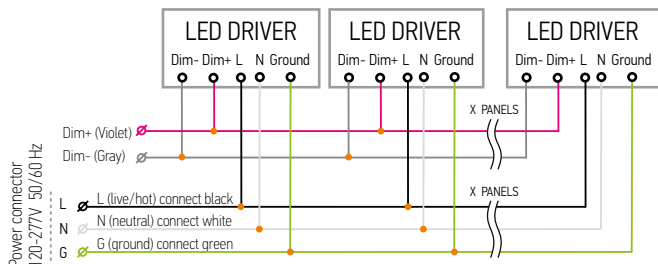 LED DRIVER
Dim- Dim+ L N Ground
LED DRIVER
Dim- Dim+ L N Ground
LED DRIVER
Dim- Dim+ L N Ground
X PANELS
Dim+ (Violet)
Dim- (Gray)
X PANELS
Power connector
120-277V 50/60 Hz
L
L (live/hot) connect black
N
N (neutral) connect white
G
G (ground) connect green